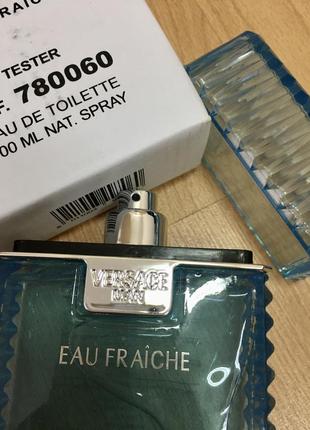 TESTER
F. 780060
AU DE TOILETTE
00 ML NAT. SPRAY
VERSACE
MAN
EAU FRAÎCHE